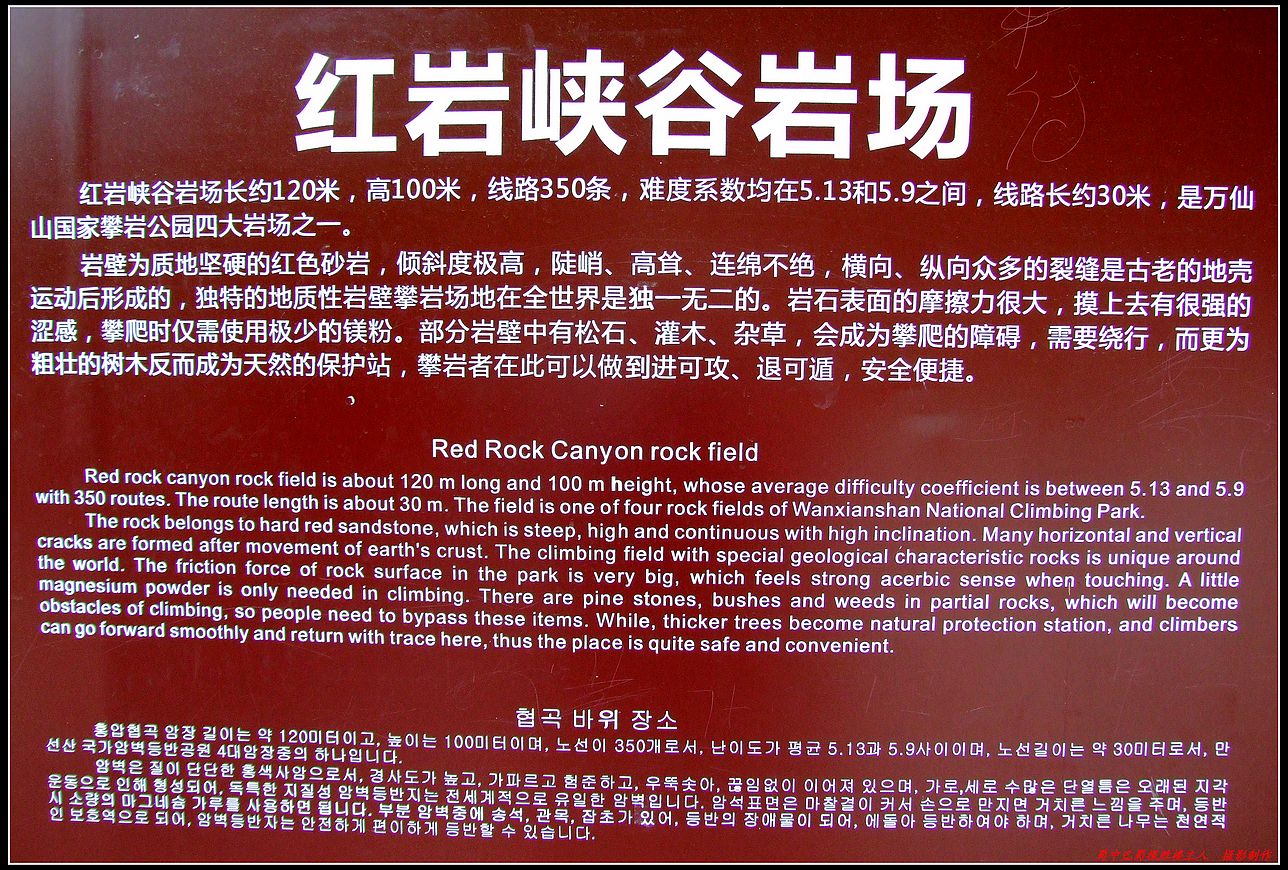 红岩峡谷岩场
红岩峡谷岩场长约120米，高100米，线路350条，难度系数均在5.13和5.9之间，线路长约30米，是万仙
山国家攀岩公园四大岩场之一。
岩壁为质地坚硬的红色砂岩，倾斜度极高，陡峭、高耸、连绵不绝，横向、纵向众多的裂缝是古老的地壳
运动后形成的，独特的地质性岩壁攀岩场地在全世界是独一无二的。岩石表面的摩擦力很大，摸上去有很强的
涩感，攀爬时仅需使用极少的镁粉。部分岩壁中有松石、灌木、杂草，会成为攀爬的障碍，需要绕行，而更为
粗壮的树木反而成为天然的保护站，攀岩者在此可以做到进可攻、退可遁，安全便捷。
Red Rock Canyon rock field
Red rock canyon rock field is about 120 m long and 100 m height, whose average difficulty coefficient is between 5.13 and 5.9
with 350 routes. The route length is about 30 m. The field is one of four rock fields of Wanxianshan National Climbing Park.
The rock belongs to hard red sandstone, which is steep, high and continuous with high inclination. Many horizontal and vertical
cracks are formed after movement of earth's crust. The climbing field with special geological characteristic rocks is unique around
the world. The friction force of rock surface in the park is very big, which feels strong acerbic sense when touching. A little
magnesium powder is only needed in climbing. There are pine stones, bushes and weeds in partial rocks, which will become
obstacles of climbing, so people need to bypass these items. While, thicker trees become natural protection station, and climbers
can go forward smoothly and return with trace here, thus the place is quite safe and convenient.
협곡 바위 장소
홍압협곡 암장 길이는 약 120미터이고, 높이는 100미터이며, 노선이 350개로서, 난이도가 평균 5.13과 5.9사이이며, 노선길이는 약 30미터로서, 만
선산 국가암벽등반공원 4대암장중의 하나입니다.
암벽은 질이 단단한 홍색사암으로서, 경사도가 높고, 가파르고 험준하고, 우뚝솟아, 끊임없이 이어져 있으며, 가로,세로 수많은 단열틈은 오래된 지각
운동으로 인해 형성되어, 독특한 지질성 암벽등반지는 전세계적으로 유일한 암벽입니다. 암석표면은 마찰결이 커서 손으로 만지면 거치른 느낌을 주며, 등반
시 소량의 마그네슘 가루를 사용하면 됩니다. 부분 암벽중에 송석, 관목, 잡초가 있어, 등반의 장애물이 되어, 에돌아 등반하여야 하며, 거치른 나무는 천연적
인 보호역으로 되어, 암벽등반자는 안전하게 편이하게 등반할 수 있습니다.